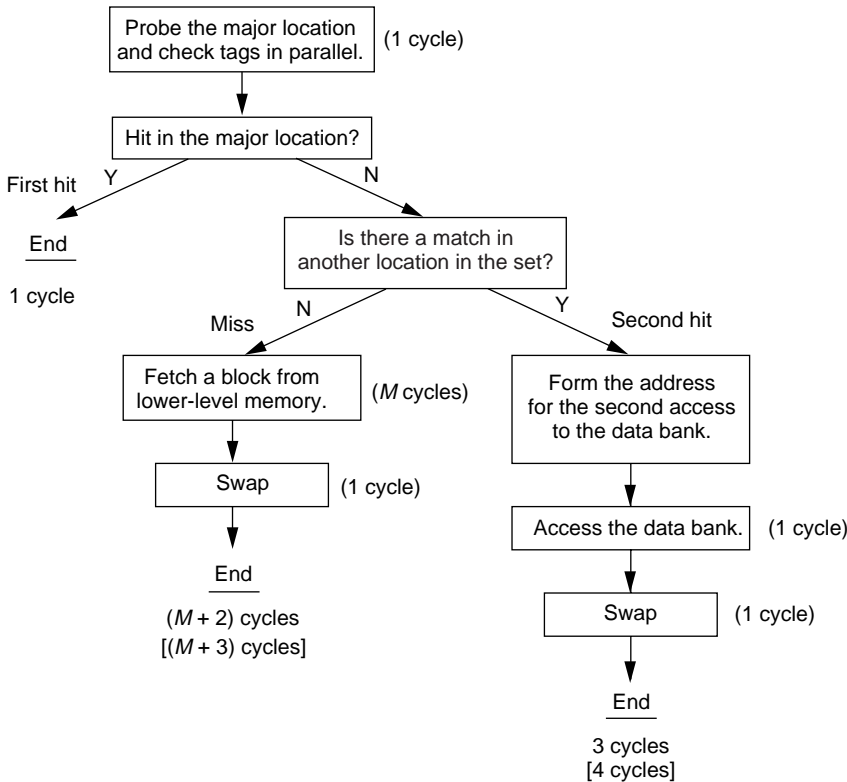 Probe the major location
and check tags in parallel.
(1 cycle)
Hit in the major location?
First hit
Y
N
End
1 cycle
Is there a match in
another location in the set?
Miss
N
Y
Second hit
Fetch a block from
lower-level memory.
(M cycles)
Swap
(1 cycle)
End
(M + 2) cycles
[(M + 3) cycles]
Form the address
for the second access
to the data bank.
Access the data bank.
(1 cycle)
Swap
(1 cycle)
End
3 cycles
[4 cycles]